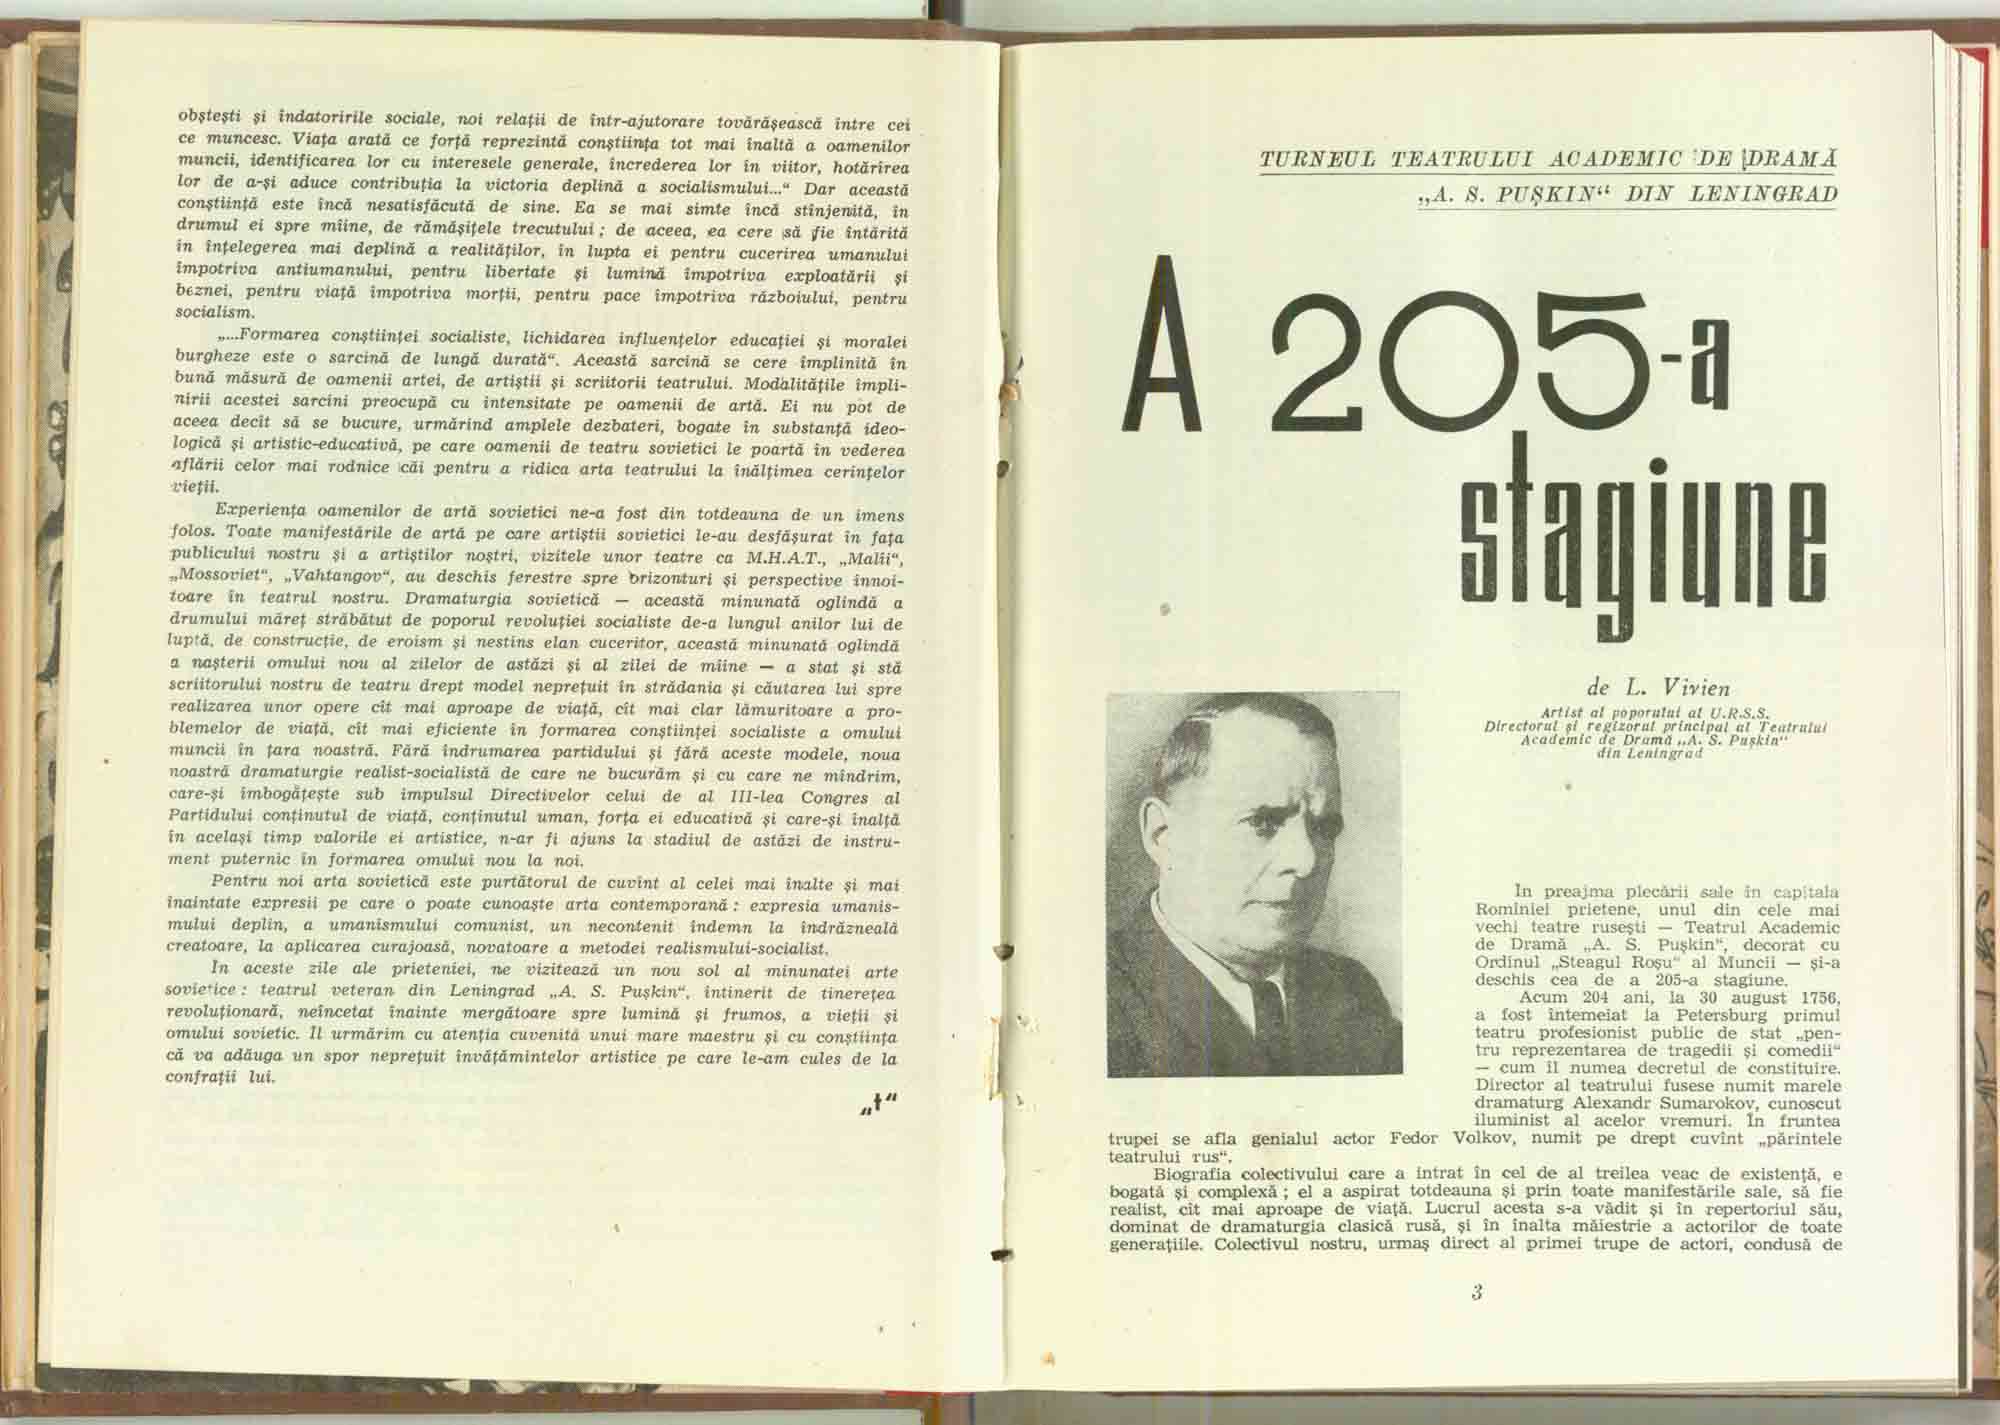 obștești și îndatoririle sociale, noi relații de într-ajutorare tovărășească între cei
ce muncesc. Viața arată ce forță reprezintă conștiința tot mai înaltă a oamenilor
muncii, identificarea lor cu interesele generale, încrederea lor în viitor, hotărîrea
lor de a-și aduce contribuția la victoria deplină a socialismului...“ Dar această
conștiință este încă nesatisfăcută de sine. Ea se mai simte încă stînjenită, în
drumul ei spre mîine, de rămășițele trecutului ; de aceea, ea cere să fie întărită
în înțelegerea mai deplină a realităților, în lupta ei pentru cucerirea umanului
împotriva antiumanului, pentru libertate și lumină împotriva exploatării și
beznei, pentru viață împotriva morții, pentru pace împotriva războiului, pentru
socialism.
„...Formarea conștiinței socialiste, lichidarea influențelor educației și moralei
burgheze este o sarcină de lungă durată“. Această sarcină se cere împlinită în
bună măsură de oamenii artei, de artiștii și scriitorii teatrului. Modalitățile împli-
nirii acestei sarcini preocupă cu intensitate pe oamenii de artă. Ei nu pot de
aceea decît să se bucure, urmărind amplele dezbateri, bogate în substanță ideo-
logică și artistic-educativă, pe care oamenii de teatru sovietici le poartă în vederea
aflării celor mai rodnice căi pentru a ridica arta teatrului la înălțimea cerințelor
vieții.
Experiența oamenilor de artă sovietici ne-a fost din totdeauna de un imens
folos. Toate manifestările de artă pe care artiștii sovietici le-au desfășurat în fața
publicului nostru și a artiștilor noștri, vizitele unor teatre ca M.H.A.T., „Malîi“,
„Mossoviet“, „Vahtangov“, au deschis ferestre spre orizonturi și perspective înnoi-
toare în teatrul nostru. Dramaturgia sovietică — această minunată oglindă a
drumului măreț străbătut de poporul revoluției socialiste de-a lungul anilor lui de
luptă, de construcție, de eroism și nestins elan cuceritor, această minunată oglindă
a nașterii omului nou al zilelor de astăzi și al zilei de mîine — a stat și stă
scriitorului nostru de teatru drept model neprețuit în strădania și căutarea lui spre
realizarea unor opere cît mai aproape de viață, cît mai clar lămuritoare a pro-
blemelor de viață, cît mai eficiente în formarea conștiinței socialiste a omului
muncii în țara noastră. Fără îndrumarea partidului și fără aceste modele, noua
noastră dramaturgie realist-socialistă de care ne bucurăm și cu care ne mîndrim,
care-și îmbogățește sub impulsul Directivelor celui de al III-lea Congres al
Partidului conținutul de viață, conținutul uman, forța ei educativă și care-și înalță
în același timp valorile ei artistice, n-ar fi ajuns la stadiul de astăzi de instru-
ment puternic în formarea omului nou la noi.
Pentru noi arta sovietică este purtătorul de cuvînt al celei mai înalte și mai
înaintate expresii pe care o poate cunoaște arta contemporană : expresia umanis-
mului deplin, a umanismului comunist, un necontenit îndemn la îndrăzneală
creatoare, la aplicarea curajoasă, novatoare a metodei realismului-socialist.
In aceste zile ale prieteniei, ne vizitează un nou sol al minunatei arte
sovietice : teatrul veteran din Leningrad „A. S. Pușkin“, întinerit de tinerețea
revoluționară, neîncetat înainte mergătoare spre lumină și frumos, a vieții și
omului sovietic. Il urmărim cu atenția cuvenită unui mare maestru și cu conștiința
că va adăuga un spor neprețuit învățămintelor artistice pe care le-am cules de la
confrații lui.
„t“
TURNEUL TEATRULUI ACADEMIC DE DRAMĂ
„A. S. PUȘKIN“ DIN LENINGRAD
A 205-a
stagiune
de L. Vivien
Artist al poporului al U.R.S.S.
Directorul și regizorul principal al Teatrului
Academic de Dramă „A. S. Pușkin“
din Leningrad
In preajma plecării sale în capitala
Rominiei prietene, unul din cele mai
vechi teatre rusești — Teatrul Academic
de Dramă „A. S. Pușkin“, decorat cu
Ordinul „Steagul Roșu“ al Muncii — și-a
deschis cea de a 205-a stagiune.
Acum 204 ani, la 30 august 1756,
a fost întemeiat la Petersburg primul
teatru profesionist public de stat „pen-
tru reprezentarea de tragedii și comedii“
— cum îl numea decretul de constituire.
Director al teatrului fusese numit marele
dramaturg Alexandr Sumarokov, cunoscut
iluminist al acelor vremuri. În fruntea
trupei se afla genialul actor Fedor Volkov, numit pe drept cuvînt „părintele
teatrului rus“.
Biografia colectivului care a intrat în cel de al treilea veac de existență, e
bogată și complexă ; el a aspirat totdeauna și prin toate manifestările sale, să fie
realist, cît mai aproape de viață. Lucrul acesta s-a vădit și în repertoriul său,
dominat de dramaturgia clasică rusă, și în înalta măiestrie a actorilor de toate
generațiile. Colectivul nostru, urmaș direct al primei trupe de actori, condusă de
3